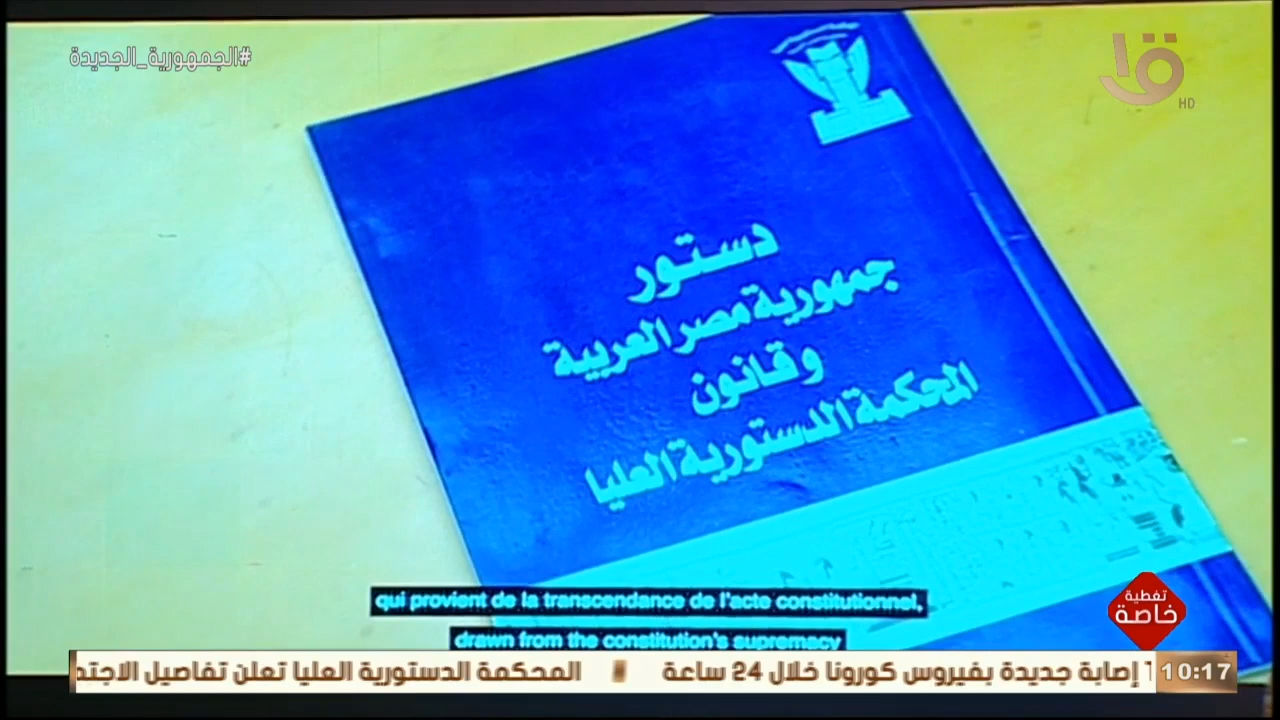 #الجمهورية_الجديدة
HD
دستور
جمهورية مصر العربية
وقانون
المحكمة الدستورية العليا
qui provient de la transcendance de l'acte constitutionnel,
drawn from the constitution's supremacy
تغطية
خاصة
إصابة جديدة بفيروس كورونا خلال 24 ساعة
المحكمة الدستورية العليا تعلن تفاصيل
10:17